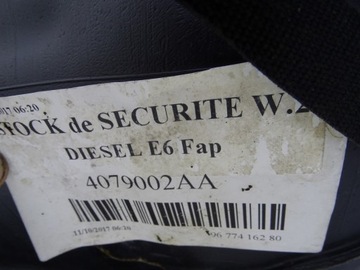 2017 06:20
STOCK de SECURITE W.2
DIESEL E6 Fap
4079002AA
11/10/2017 06:16
96 774 162 80